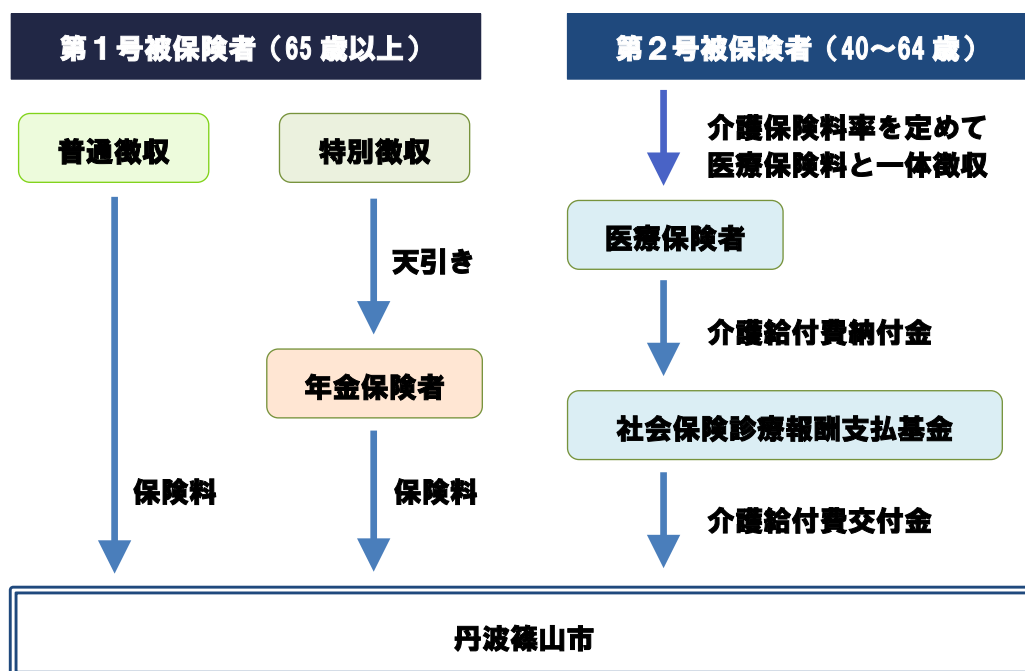 第1号被保険者（65歳以上）
普通徴収
特別徴収
天引き
年金保険者
保険料
保険料
第2号被保険者（40～64歳）
介護保険料率を定めて
医療保険料と一体徴収
医療保険者
介護給付費納付金
社会保険診療報酬支払基金
介護給付費交付金
丹波篠山市